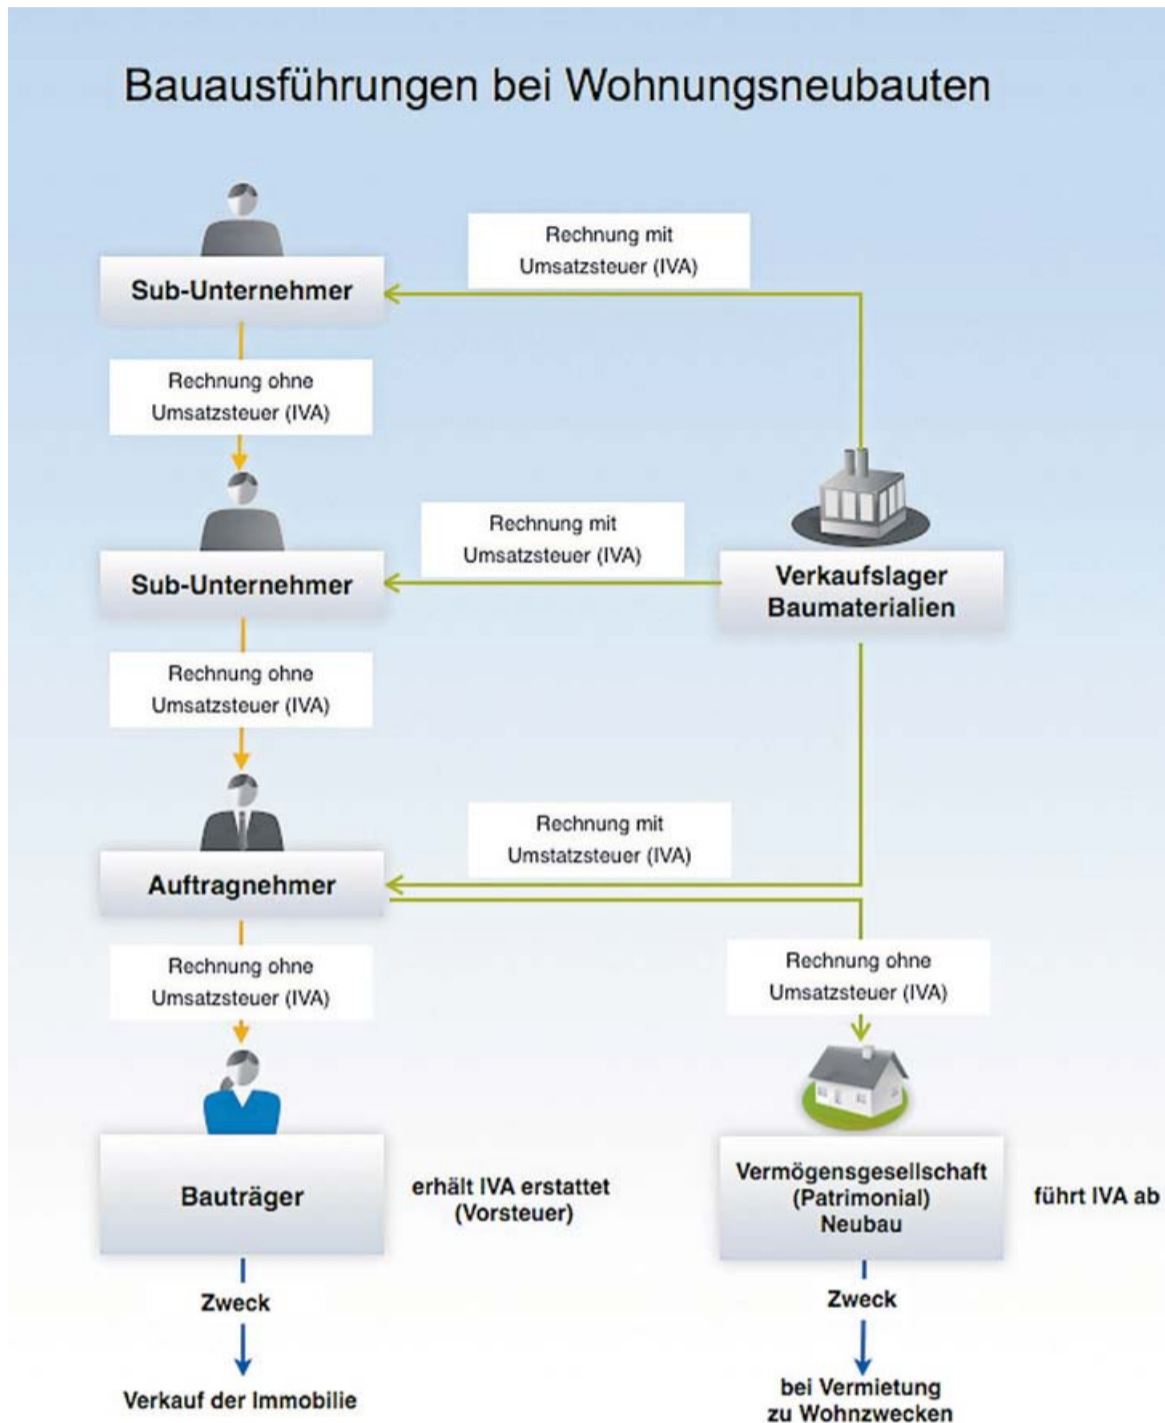 Bauausführungen bei Wohnungsneubauten
Rechnung mit
Umsatzsteuer (IVA)
Sub-Unternehmer
Rechnung ohne
Umsatzsteuer (IVA)
Rechnung mit
Umsatzsteuer (IVA)
Sub-Unternehmer
Verkaufslager
Baumaterialien
Rechnung ohne
Umsatzsteuer (IVA)
Rechnung mit
Umstatzsteuer (IVA)
Auftragnehmer
Rechnung ohne
Umsatzsteuer (IVA)
Rechnung ohne
Umsatzsteuer (IVA)
Bauträger
erhält IVA erstattet
(Vorsteuer)
Vermögensgesellschaft
(Patrimonial)
Neubau
führt IVA ab
Zweck
Zweck
Verkauf der Immobilie
bei Vermietung
zu Wohnzwecken